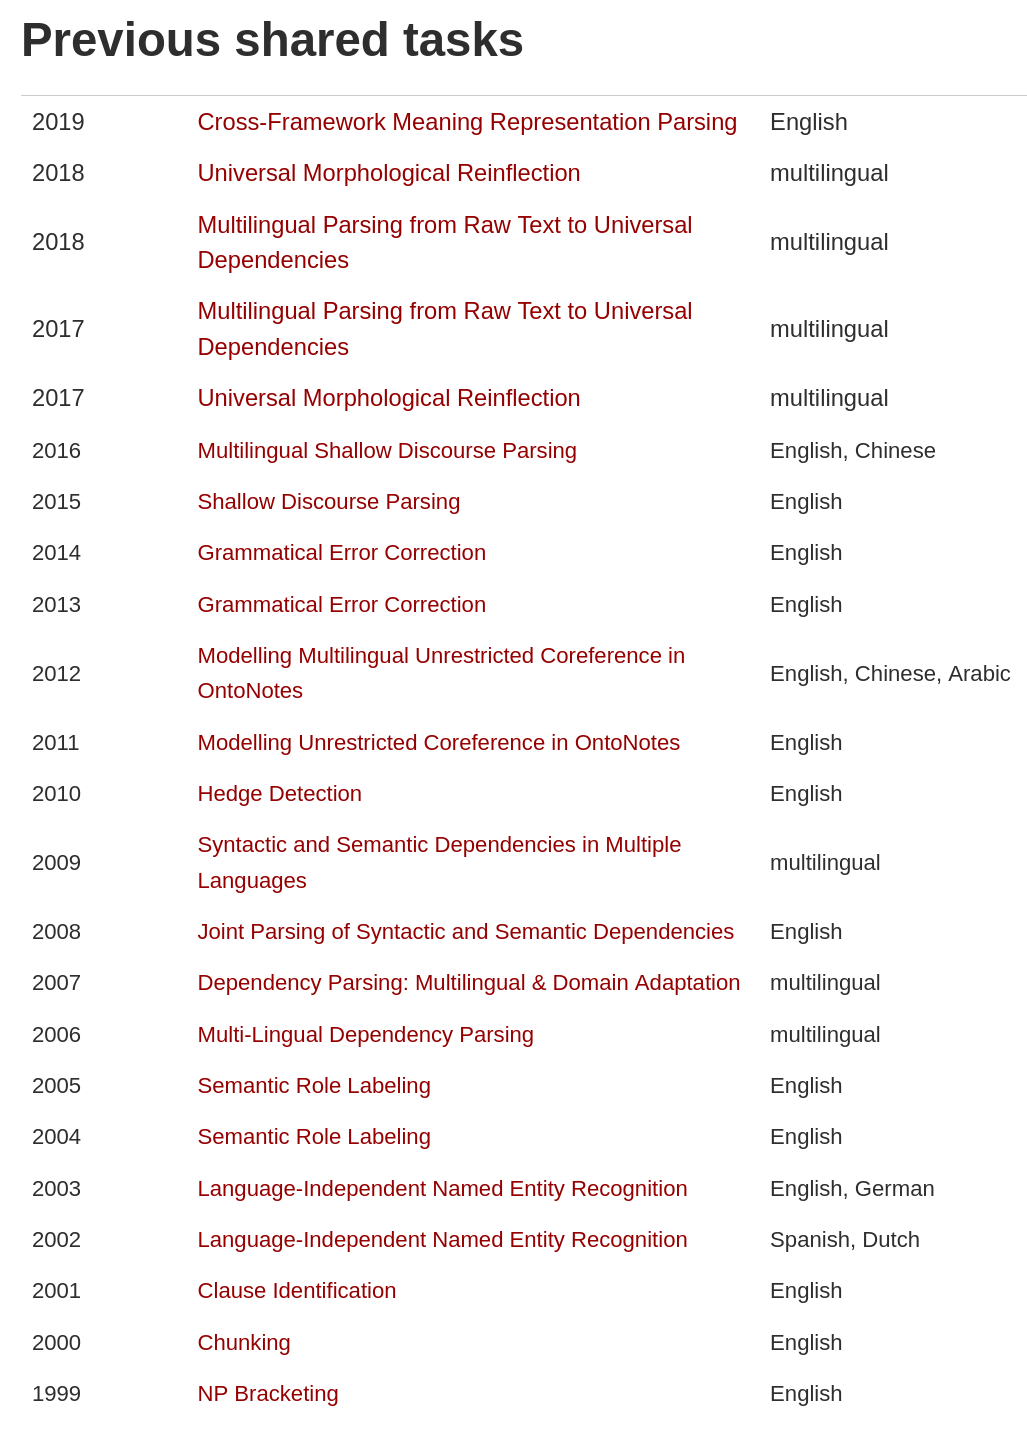 Previous shared tasks
2019 Cross-Framework Meaning Representation Parsing English
2018 Universal Morphological Reinflection multilingual
2018 Multilingual Parsing from Raw Text to Universal
Dependencies multilingual
2017 Multilingual Parsing from Raw Text to Universal
Dependencies multilingual
2017 Universal Morphological Reinflection multilingual
2016 Multilingual Shallow Discourse Parsing English, Chinese
2015 Shallow Discourse Parsing English
2014 Grammatical Error Correction English
2013 Grammatical Error Correction English
2012 Modelling Multilingual Unrestricted Coreference in
OntoNotes English, Chinese, Arabic
2011 Modelling Unrestricted Coreference in OntoNotes English
2010 Hedge Detection English
2009 Syntactic and Semantic Dependencies in Multiple
Languages multilingual
2008 Joint Parsing of Syntactic and Semantic Dependencies English
2007 Dependency Parsing: Multilingual & Domain Adaptation multilingual
2006 Multi-Lingual Dependency Parsing multilingual
2005 Semantic Role Labeling English
2004 Semantic Role Labeling English
2003 Language-Independent Named Entity Recognition English, German
2002 Language-Independent Named Entity Recognition Spanish, Dutch
2001 Clause Identification English
2000 Chunking English
1999 NP Bracketing English